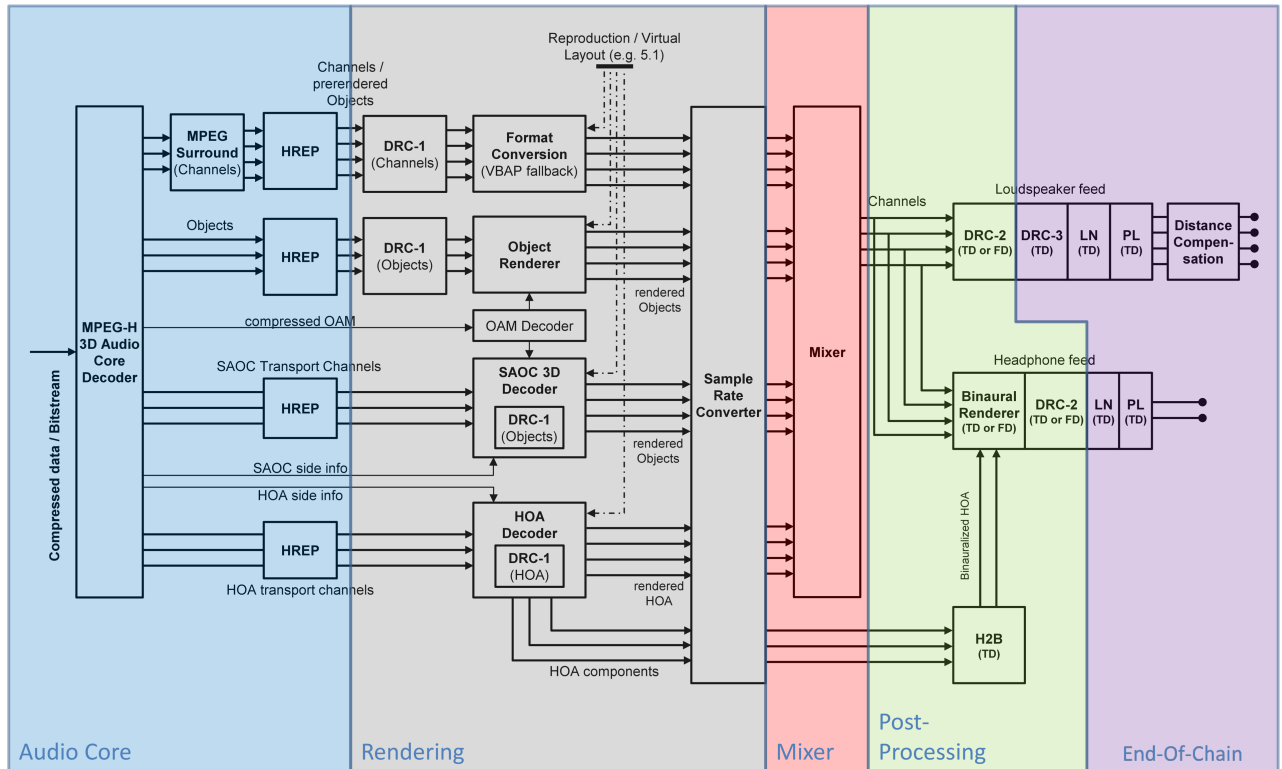 Reproduction / Virtual
Layout (e.g. 5.1)
Channels /
prerendered
Objects
MPEG
Surround
(Channels)
HREP
DRC-1
(Channels)
Format
Conversion
(VBAP fallback)
Objects
HREP
DRC-1
(Objects)
Object
Renderer
rendered
Objects
compressed OAM
OAM Decoder
MPEG-H
3D Audio
Core
Decoder
Compressed data / Bitstream
SAOC Transport Channels
HREP
SAOC 3D
Decoder
DRC-1
(Objects)
rendered
Objects
SAOC side info
HOA side info
HREP
HOA transport channels
HOA
Decoder
DRC-1
(HOA)
rendered
HOA
HOA components
Sample
Rate
Converter
Mixer
Channels
Loudspeaker feed
DRC-2
(TD or FD)
DRC-3
(TD)
LN
(TD)
PL
(TD)
Distance
Compen-
sation
Headphone feed
Binaural
Renderer
(TD or FD)
DRC-2
(TD or FD)
LN
(TD)
PL
(TD)
Binauralized HOA
H2B
(TD)
Audio Core
Rendering
Mixer
Post-
Processing
End-Of-Chain